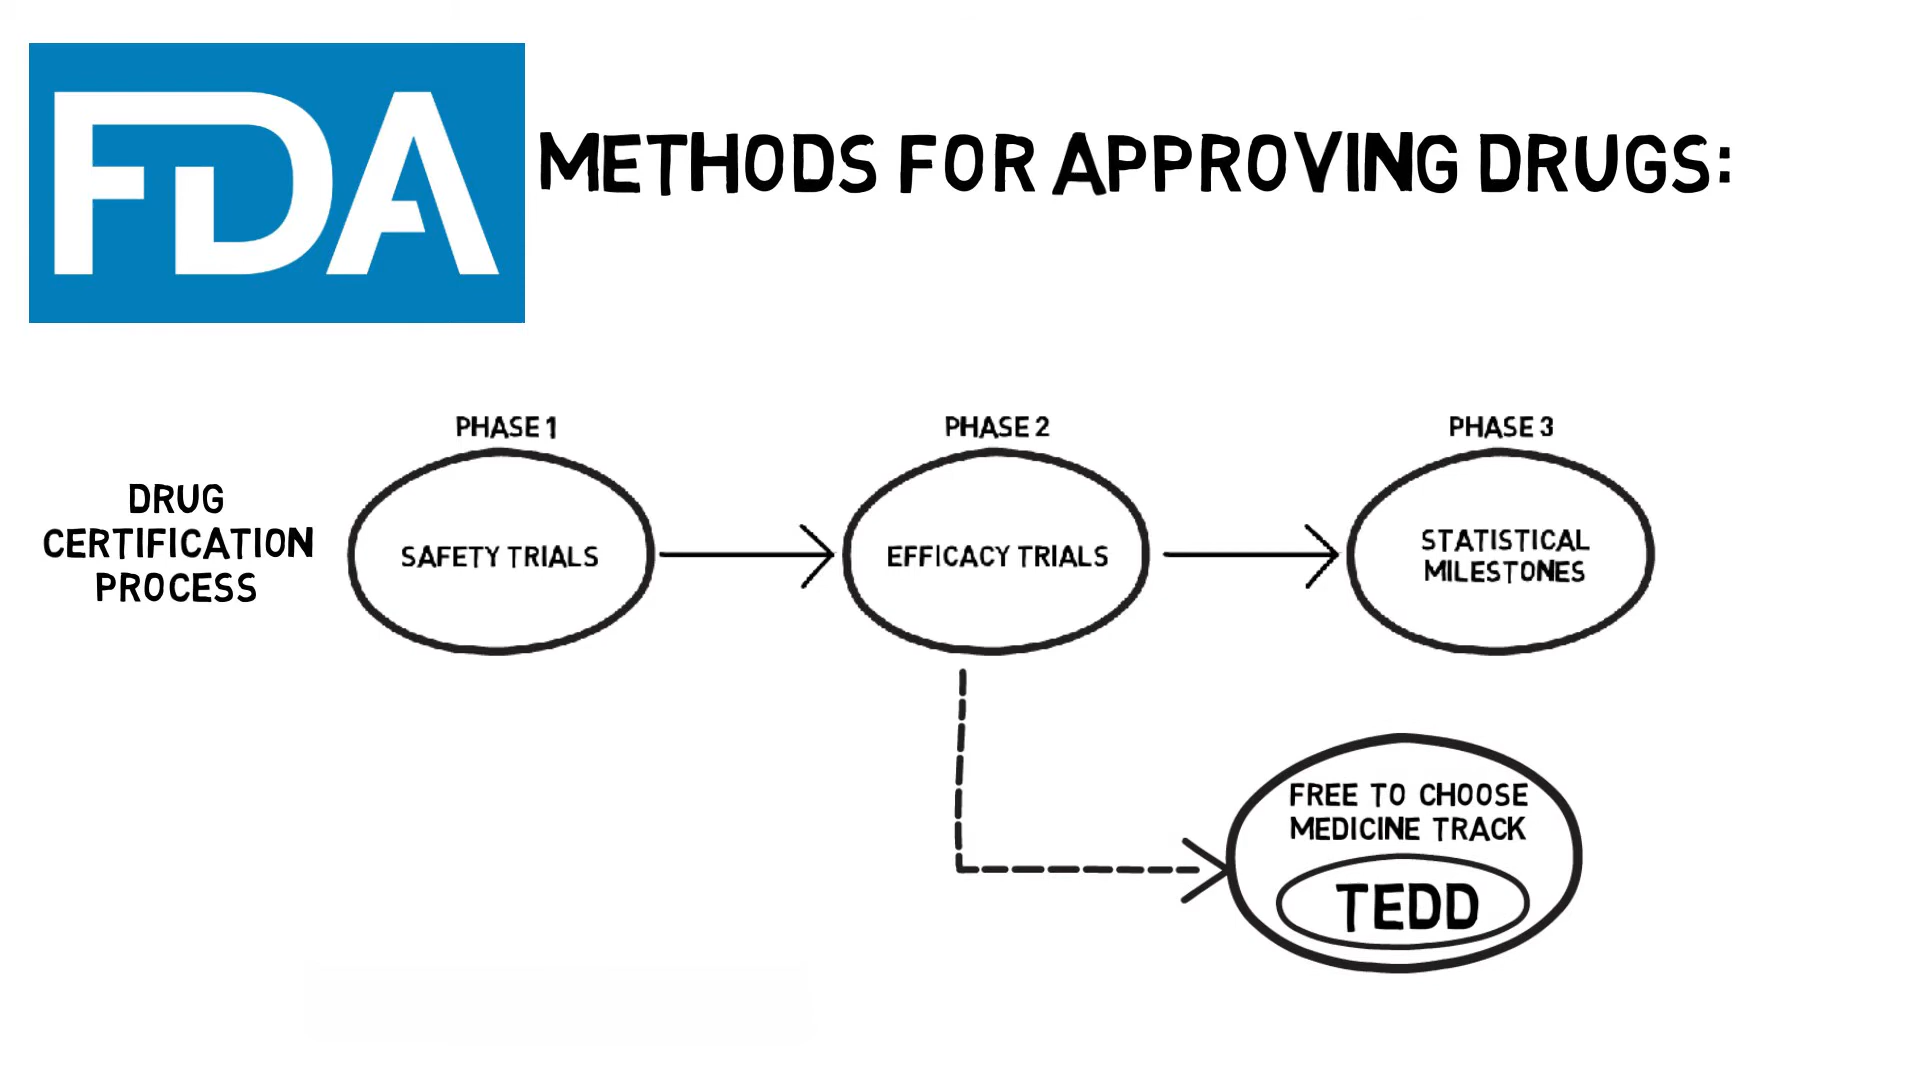 FDA
METHODS FOR APPROVING DRUGS:
PHASE 1
PHASE 2
PHASE 3
DRUG
CERTIFICATION
PROCESS
SAFETY TRIALS
EFFICACY TRIALS
STATISTICAL
MILESTONES
FREE TO CHOOSE
MEDICINE TRACK
TEDD